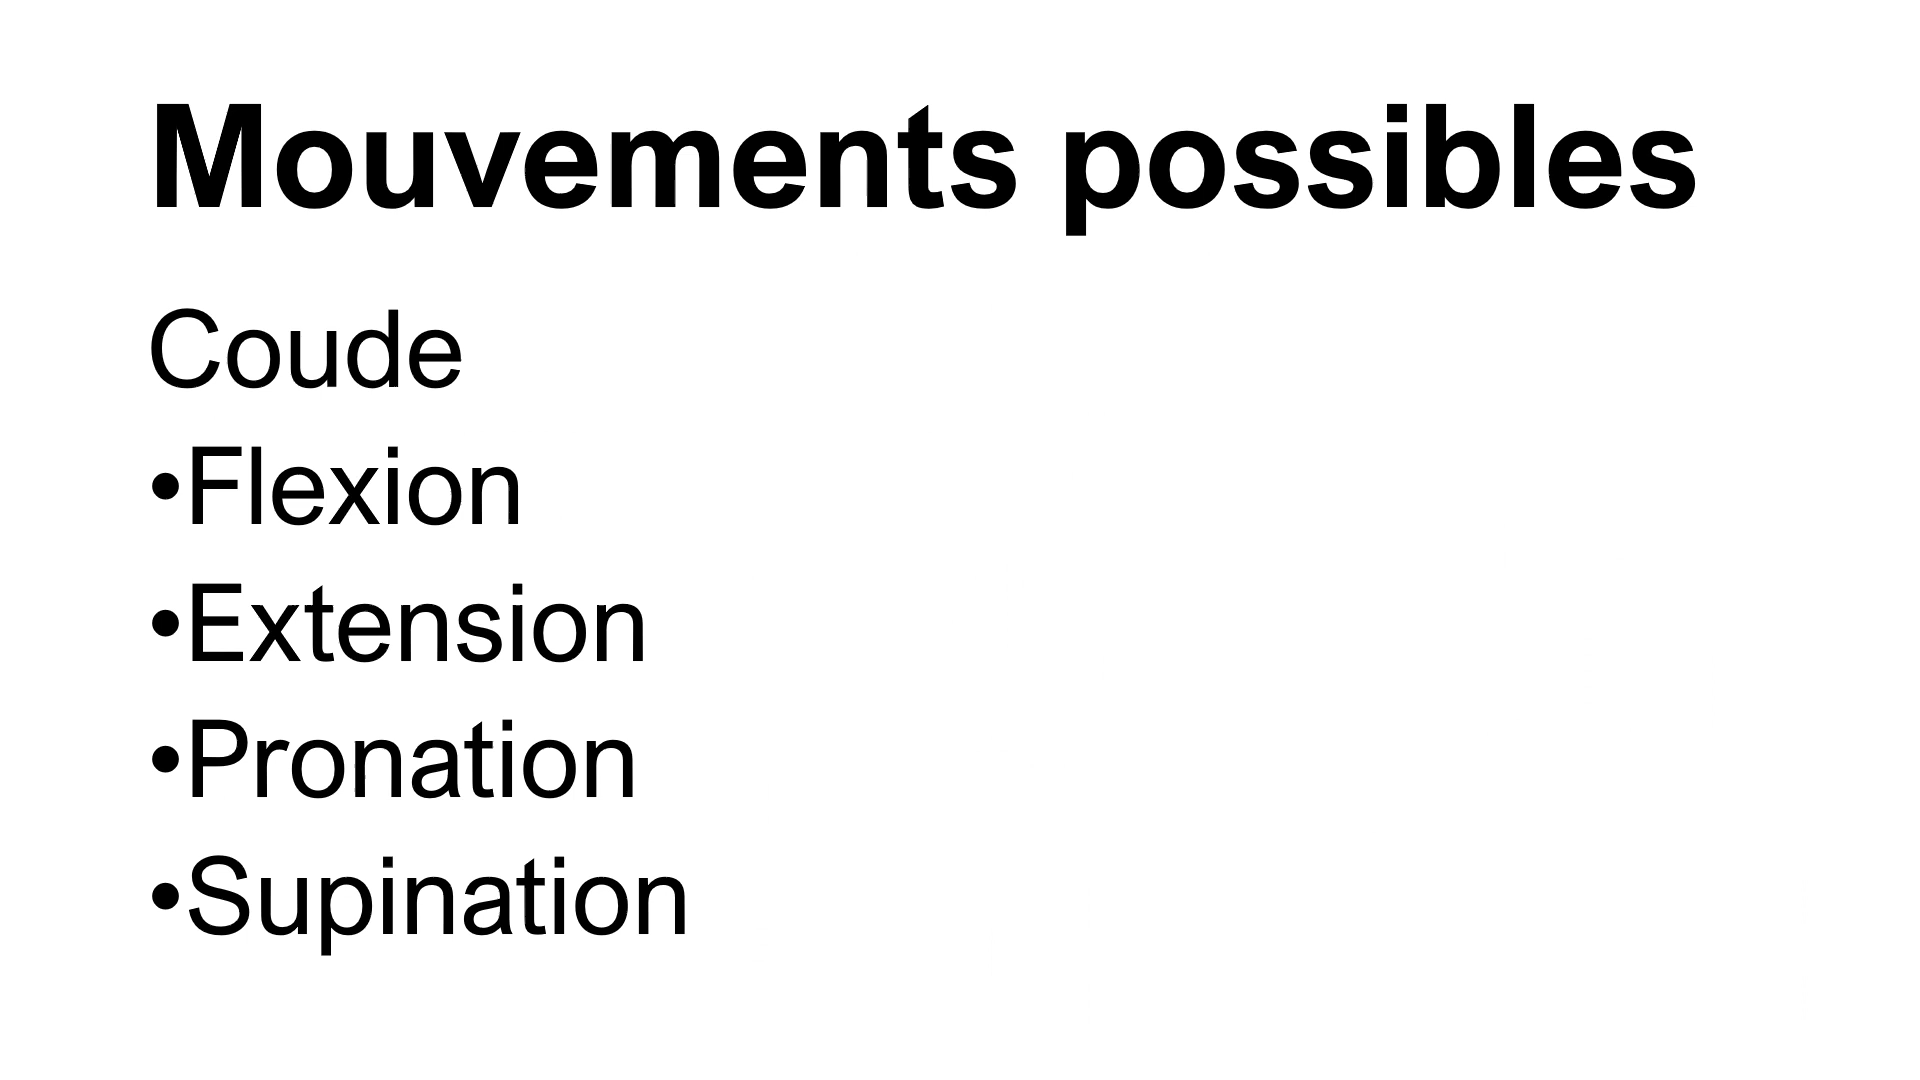 Mouvements possibles
Coude
•Flexion
•Extension
•Pronation
•Supination